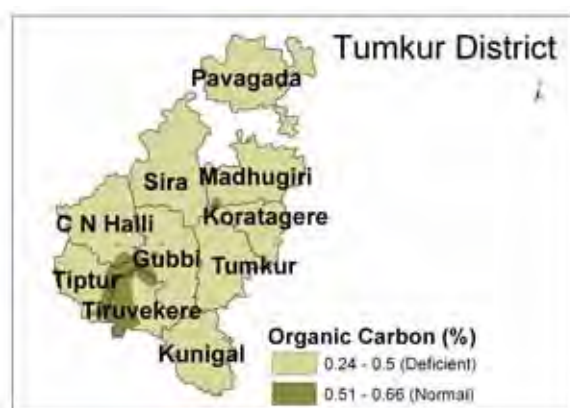 Tumkur District
Pavagada
Sira
Madhugiri
Koratagere
C N Halli
Gubbi
Tumkur
Tiptur
Tiruvekere
Kunigal
Organic Carbon (%)
0.24 - 0.5 (Deficient)
0.51 - 0.66 (Normal)